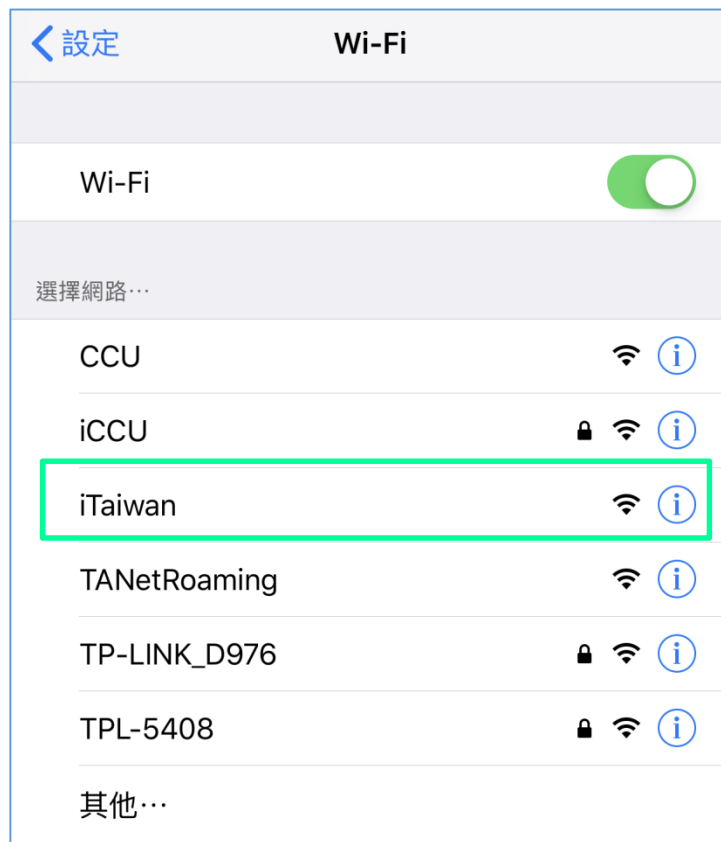 設定 Wi-Fi
Wi-Fi
選擇網路⋯
CCU
iCCU
iTaiwan
TANetRoaming
TP-LINK_D976
TPL-5408
其他⋯